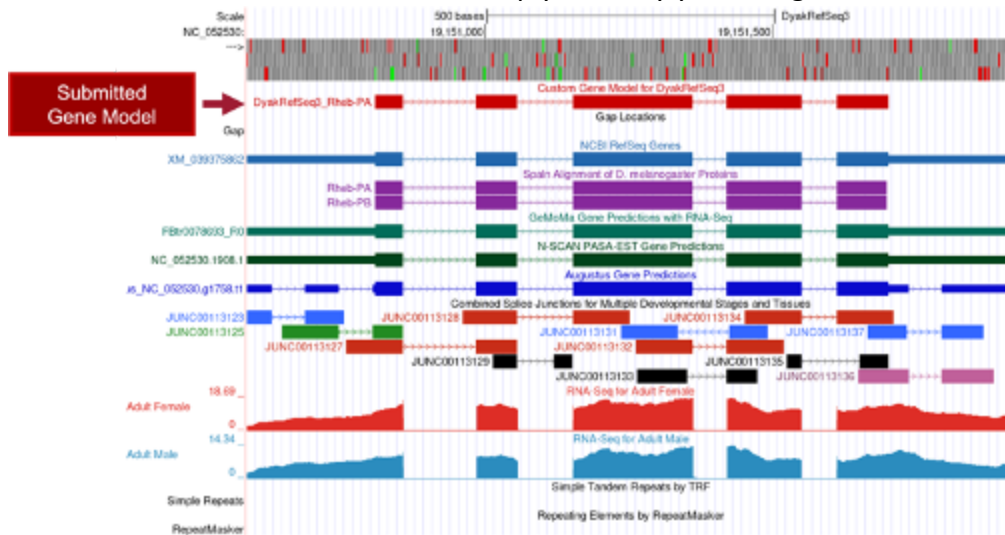 Scale 500 bases DyakRefSeq3
NC_052530: 19,151,000 19,151,500
--->
Submitted
Gene Model
Custom Gene Model for DyakRefSeq3
DyakRefSeq3_Rheb-PA
Gap Locations
Gap
NCBI RefSeq Genes
XM_039375862
Spaln Alignment of D. melanogaster Proteins
Rheb-PA
Rheb-PB
GeMoMa Gene Predictions with RNA-Seq
FBtr0078693_R0
N-SCAN PASA-EST Gene Predictions
NC_052530.1908.1
Augustus Gene Predictions
us_NC_052530.g1758.t1
Combined Splice Junctions for Multiple Developmental Stages and Tissues
JUNC00113123 JUNC00113128 JUNC00113134
JUNC00113125 JUNC00113131 JUNC00113137
JUNC00113127 JUNC00113132
JUNC00113129 JUNC00113135
JUNC00113133 JUNC00113136
18.69 _ RNA-Seq for Adult Female
Adult Female
0 _
14.34 _ RNA-Seq for Adult Male
Adult Male
0 _
Simple Tandem Repeats by TRF
Simple Repeats
Repeating Elements by RepeatMasker
RepeatMasker